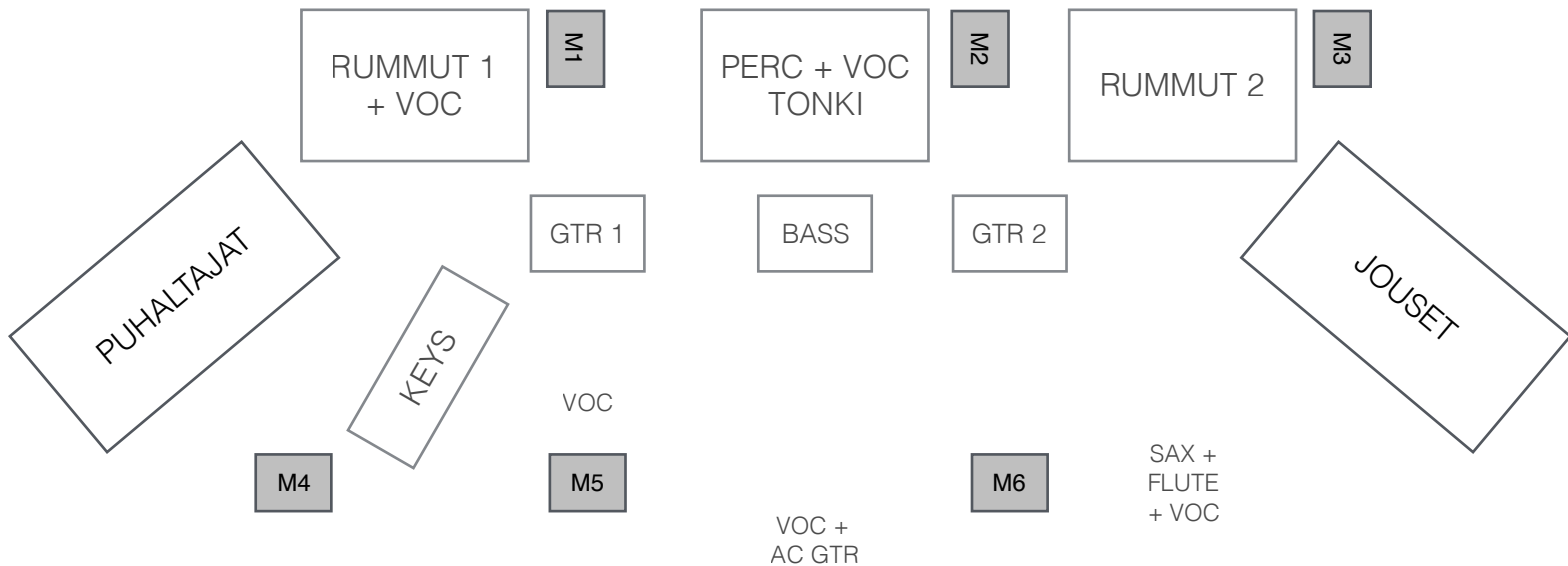 RUMMUT 1
+ VOC
M1
PERC + VOC
TONKI
M2
RUMMUT 2
M3
PUHALTAJAT
GTR 1
BASS
GTR 2
JOUSET
KEYS
VOC
M4
M5
M6
SAX +
FLUTE
+ VOC
VOC +
AC GTR